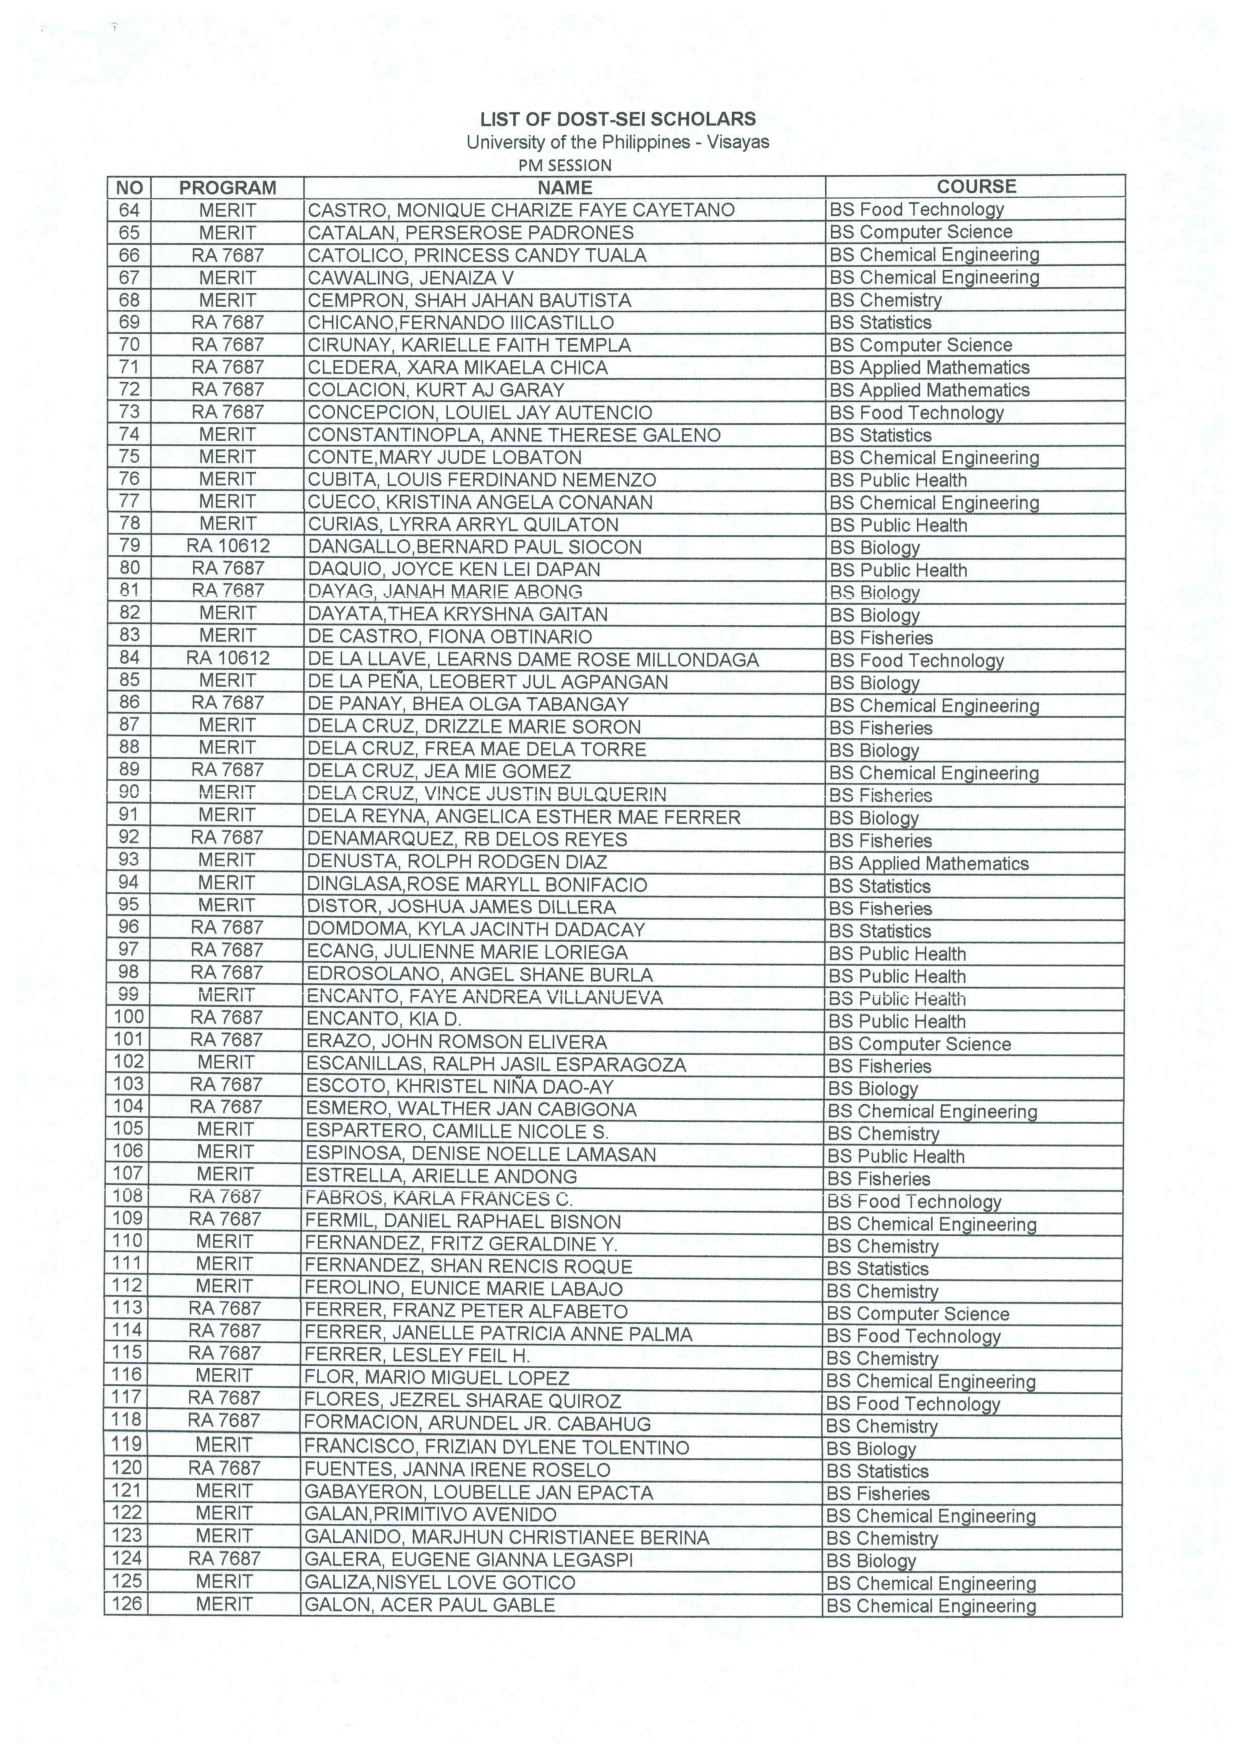 LIST OF DOST-SEI SCHOLARS
University of the Philippines - Visayas
PM SESSION
NO PROGRAM NAME COURSE
64 MERIT CASTRO, MONIQUE CHARIZE FAYE CAYETANO BS Food Technology
65 MERIT CATALAN, PERSEROSE PADRONES BS Computer Science
66 RA 7687 CATOLICO, PRINCESS CANDY TUALA BS Chemical Engineering
67 MERIT CAWALING, JENAIZA V BS Chemical Engineering
68 MERIT CEMPRON, SHAH JAHAN BAUTISTA BS Chemistry
69 RA 7687 CHICANO,FERNANDO IIICASTILLO BS Statistics
70 RA 7687 CIRUNAY, KARIELLE FAITH TEMPLA BS Computer Science
71 RA 7687 CLEDERA, XARA MIKAELA CHICA BS Applied Mathematics
72 RA 7687 COLACION, KURT AJ GARAY BS Applied Mathematics
73 RA 7687 CONCEPCION, LOUIEL JAY AUTENCIO BS Food Technology
74 MERIT CONSTANTINOPLA, ANNE THERESE GALENO BS Statistics
75 MERIT CONTE,MARY JUDE LOBATON BS Chemical Engineering
76 MERIT CUBITA, LOUIS FERDINAND NEMENZO BS Public Health
77 MERIT CUECO, KRISTINA ANGELA CONANAN BS Chemical Engineering
78 MERIT CURIAS, LYRRA ARRYL QUILATON BS Public Health
79 RA 10612 DANGALLO,BERNARD PAUL SIOCON BS Biology
80 RA 7687 DAQUIO, JOYCE KEN LEI DAPAN BS Public Health
81 RA 7687 DAYAG, JANAH MARIE ABONG BS Biology
82 MERIT DAYATA,THEA KRYSHNA GAITAN BS Biology
83 MERIT DE CASTRO, FIONA OBTINARIO BS Fisheries
84 RA 10612 DE LA LLAVE, LEARNS DAME ROSE MILLONDAGA BS Food Technology
85 MERIT DE LA PEÑA, LEOBERT JUL AGPANGAN BS Biology
86 RA 7687 DE PANAY, BHEA OLGA TABANGAY BS Chemical Engineering
87 MERIT DELA CRUZ, DRIZZLE MARIE SORON BS Fisheries
88 MERIT DELA CRUZ, FREA MAE DELA TORRE BS Biology
89 RA 7687 DELA CRUZ, JEA MIE GOMEZ BS Chemical Engineering
90 MERIT DELA CRUZ, VINCE JUSTIN BULQUERIN BS Fisheries
91 MERIT DELA REYNA, ANGELICA ESTHER MAE FERRER BS Biology
92 RA 7687 DENAMARQUEZ, RB DELOS REYES BS Fisheries
93 MERIT DENUSTA, ROLPH RODGEN DIAZ BS Applied Mathematics
94 MERIT DINGLASA,ROSE MARYLL BONIFACIO BS Statistics
95 MERIT DISTOR, JOSHUA JAMES DILLERA BS Fisheries
96 RA 7687 DOMDOMA, KYLA JACINTH DADACAY BS Statistics
97 RA 7687 ECANG, JULIENNE MARIE LORIEGA BS Public Health
98 RA 7687 EDROSOLANO, ANGEL SHANE BURLA BS Public Health
99 MERIT ENCANTO, FAYE ANDREA VILLANUEVA BS Public Health
100 RA 7687 ENCANTO, KIA D. BS Public Health
101 RA 7687 ERAZO, JOHN ROMSON ELIVERA BS Computer Science
102 MERIT ESCANILLAS, RALPH JASIL ESPARAGOZA BS Fisheries
103 RA 7687 ESCOTO, KHRISTEL NIÑA DAO-AY BS Biology
104 RA 7687 ESMERO, WALTHER JAN CABIGONA BS Chemical Engineering
105 MERIT ESPARTERO, CAMILLE NICOLE S. BS Chemistry
106 MERIT ESPINOSA, DENISE NOELLE LAMASAN BS Public Health
107 MERIT ESTRELLA, ARIELLE ANDONG BS Fisheries
108 RA 7687 FABROS, KARLA FRANCES C. BS Food Technology
109 RA 7687 FERMIL, DANIEL RAPHAEL BISNON BS Chemical Engineering
110 MERIT FERNANDEZ, FRITZ GERALDINE Y. BS Chemistry
111 MERIT FERNANDEZ, SHAN RENCIS ROQUE BS Statistics
112 MERIT FEROLINO, EUNICE MARIE LABAJO BS Chemistry
113 RA 7687 FERRER, FRANZ PETER ALFABETO BS Computer Science
114 RA 7687 FERRER, JANELLE PATRICIA ANNE PALMA BS Food Technology
115 RA 7687 FERRER, LESLEY FEIL H. BS Chemistry
116 MERIT FLOR, MARIO MIGUEL LOPEZ BS Chemical Engineering
117 RA 7687 FLORES, JEZREL SHARAE QUIROZ BS Food Technology
118 RA 7687 FORMACION, ARUNDEL JR. CABAHUG BS Chemistry
119 MERIT FRANCISCO, FRIZIAN DYLENE TOLENTINO BS Biology
120 RA 7687 FUENTES, JANNA IRENE ROSELO BS Statistics
121 MERIT GABAYERON, LOUBELLE JAN EPACTA BS Fisheries
122 MERIT GALAN,PRIMITIVO AVENIDO BS Chemical Engineering
123 MERIT GALANIDO, MARJHUN CHRISTIANEE BERINA BS Chemistry
124 RA 7687 GALERA, EUGENE GIANNA LEGASPI BS Biology
125 MERIT GALIZA,NISYEL LOVE GOTICO BS Chemical Engineering
126 MERIT GALON, ACER PAUL GABLE BS Chemical Engineering